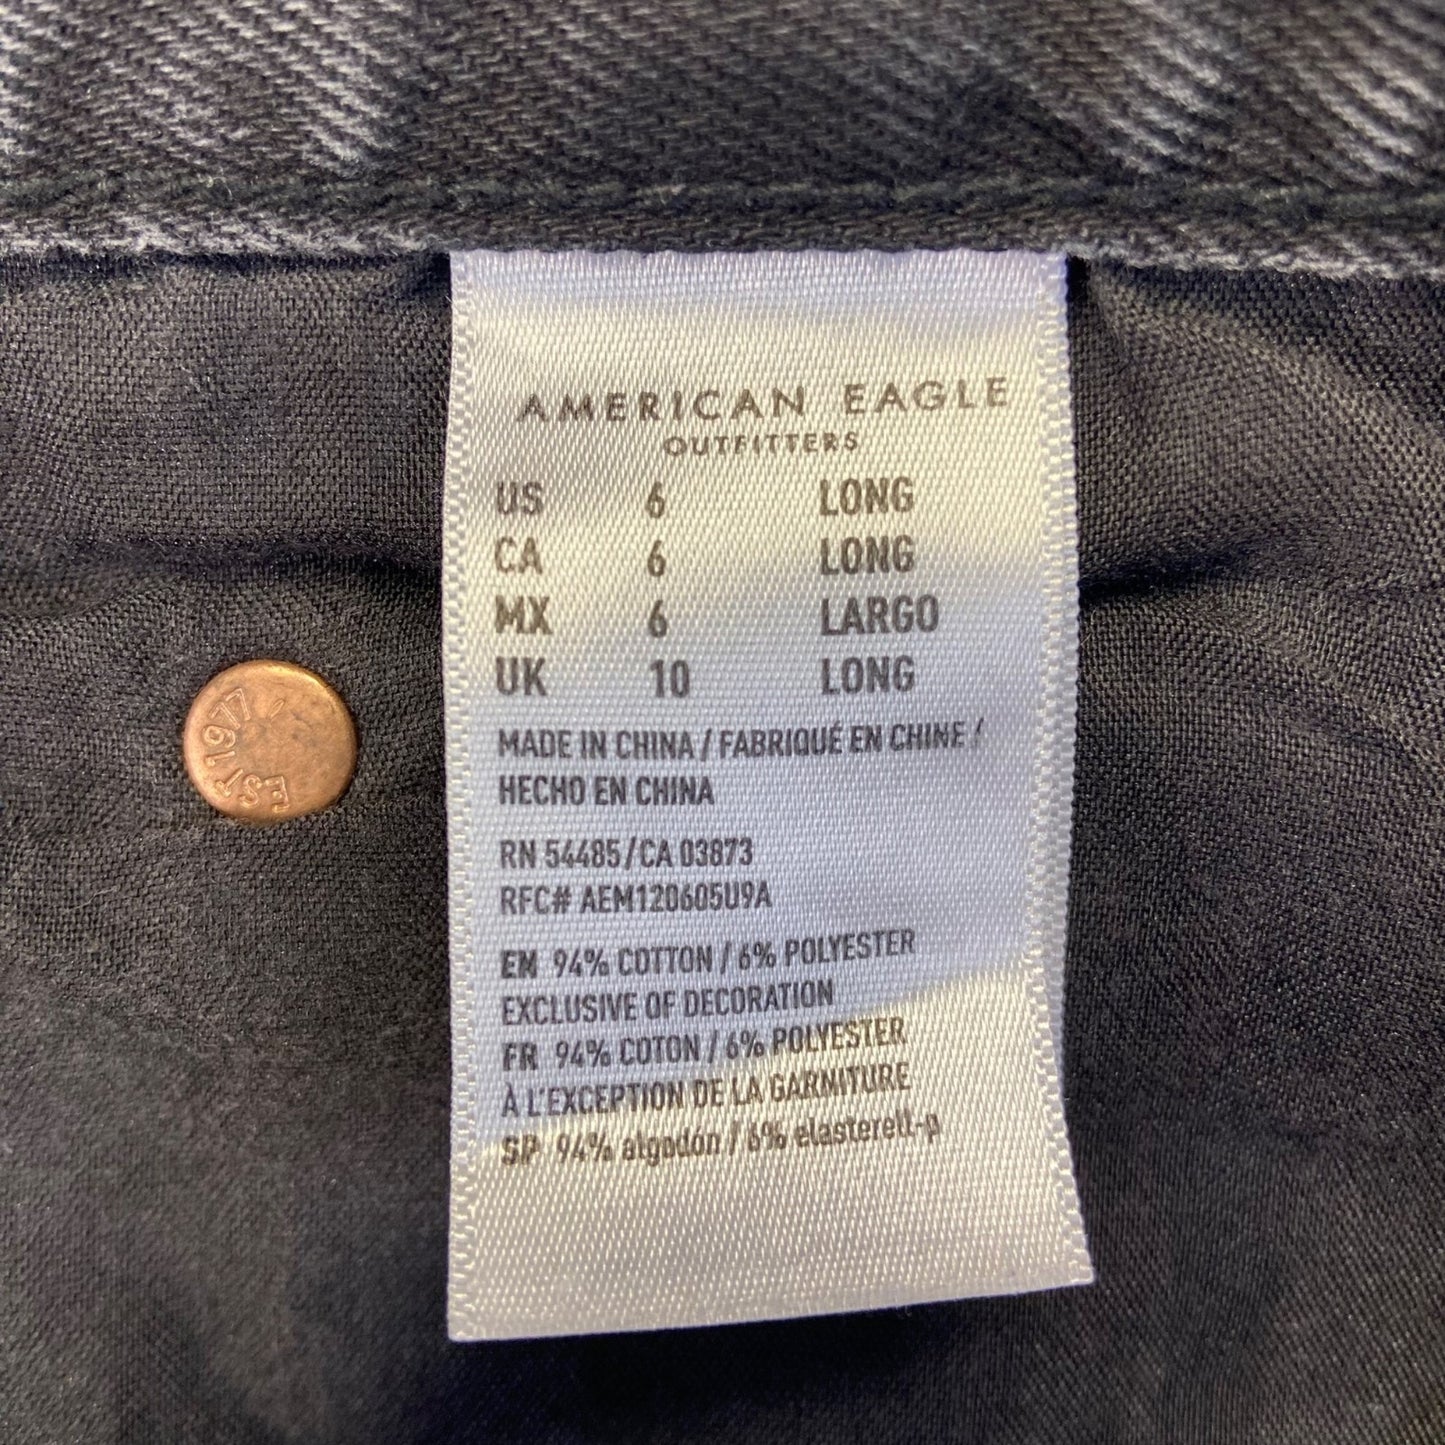 AMERICAN EAGLE
OUTFITTERS
US 6 LONG
CA 6 LONG
MX 6 LARGO
UK 10 LONG
MADE IN CHINA / FABRIQUÉ EN CHINE /
HECHO EN CHINA
RN 54485/CA 03873
RFC# AEM120605U9A
EN 94% COTTON / 6% POLYESTER
EXCLUSIVE OF DECORATION
FR 94% COTON / 6% POLYESTER
À L'EXCEPTION DE LA GARNITURE
SP 94% algodón / 6% elasterell-p
EST 1977